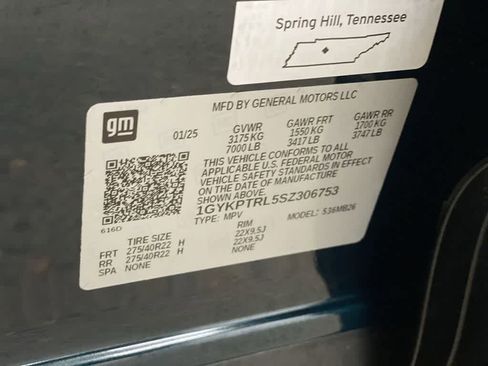 Spring Hill, Tennessee
gm
MFD BY GENERAL MOTORS LLC
01/25
GVWR GAWR FRT GAWR RR
3175 KG 1550 KG 1700 KG
7000 LB 3417 LB 3747 LB
THIS VEHICLE CONFORMS TO ALL
APPLICABLE U.S. FEDERAL MOTOR
VEHICLE SAFETY STANDARDS IN EFFECT
ON THE DATE OF MANUFACTURE
SHOWN ABOVE.
1GYKPTRL5SZ306753
TYPE: MPV MODEL: 536MB26
616D
TIRE SIZE RIM
FRT 275/40R22 H 22X9.5J
RR 275/40R22 H 22X9.5J
SPA NONE NONE